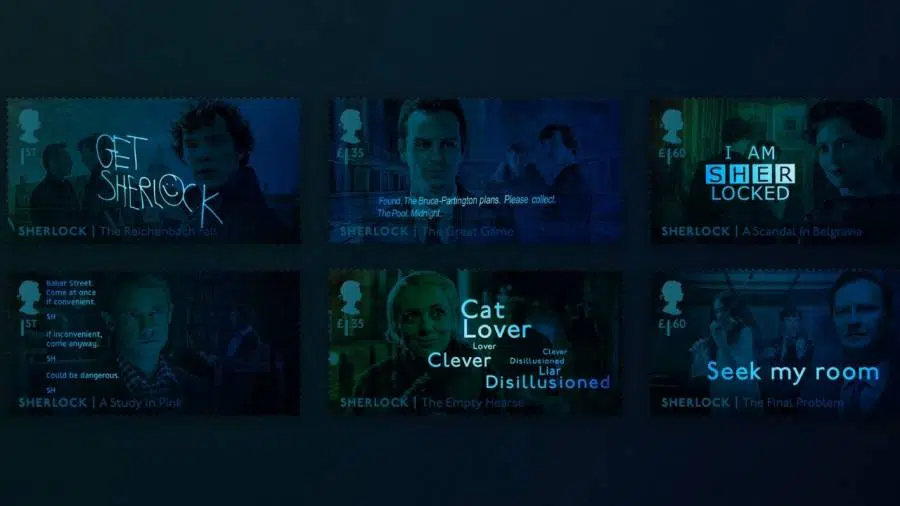 GET
SHERLOCK
1ST
SHERLOCK | The Reichenbach Fall
£1.35
Found. The Bruce-Partington plans. Please collect.
The Pool. Midnight.
SHERLOCK | The Great Game
£1.60
I AM
SHER
LOCKED
SHERLOCK | A Scandal in Belgravia
Baker Street.
Come at once
if convenient.
SH
1ST
If inconvenient,
come anyway.
SH
Could be dangerous.
SH
SHERLOCK | A Study in Pink
£1.35
Cat
Lover
Lover
Clever
Clever
Disillusioned
Liar
Disillusioned
SHERLOCK | The Empty Hearse
£1.60
Seek my room
SHERLOCK | The Final Problem